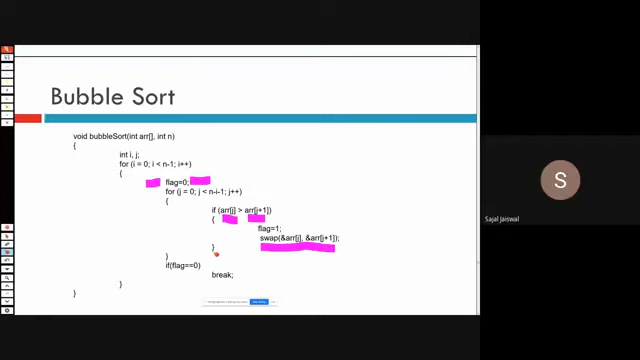 Bubble Sort
void bubbleSort(int arr[], int n)
{
int i, j;
for (i = 0; i < n-1; i++)
{
flag=0;
for (j = 0; j < n-i-1; j++)
{
if (arr[j] > arr[j+1])
{
flag=1;
swap(&arr[j], &arr[j+1]);
}
}
if(flag==0)
break;
}
}
S
Sajal Jaiswal